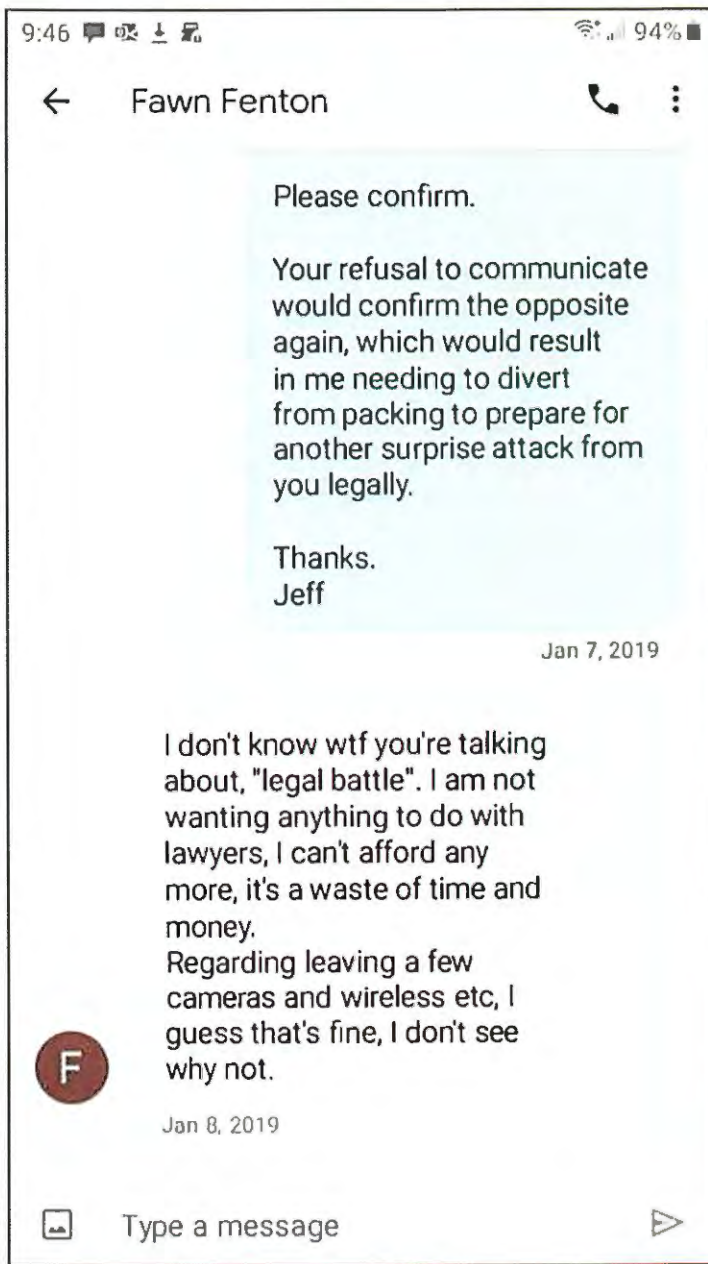 9:46 94%
Fawn Fenton
Please confirm.
Your refusal to communicate
would confirm the opposite
again, which would result
in me needing to divert
from packing to prepare for
another surprise attack from
you legally.
Thanks.
Jeff
Jan 7, 2019
I don't know wtf you're talking
about, "legal battle". I am not
wanting anything to do with
lawyers, I can't afford any
more, it's a waste of time and
money.
Regarding leaving a few
cameras and wireless etc, I
guess that's fine, I don't see
why not.
F
Jan 8, 2019
Type a message